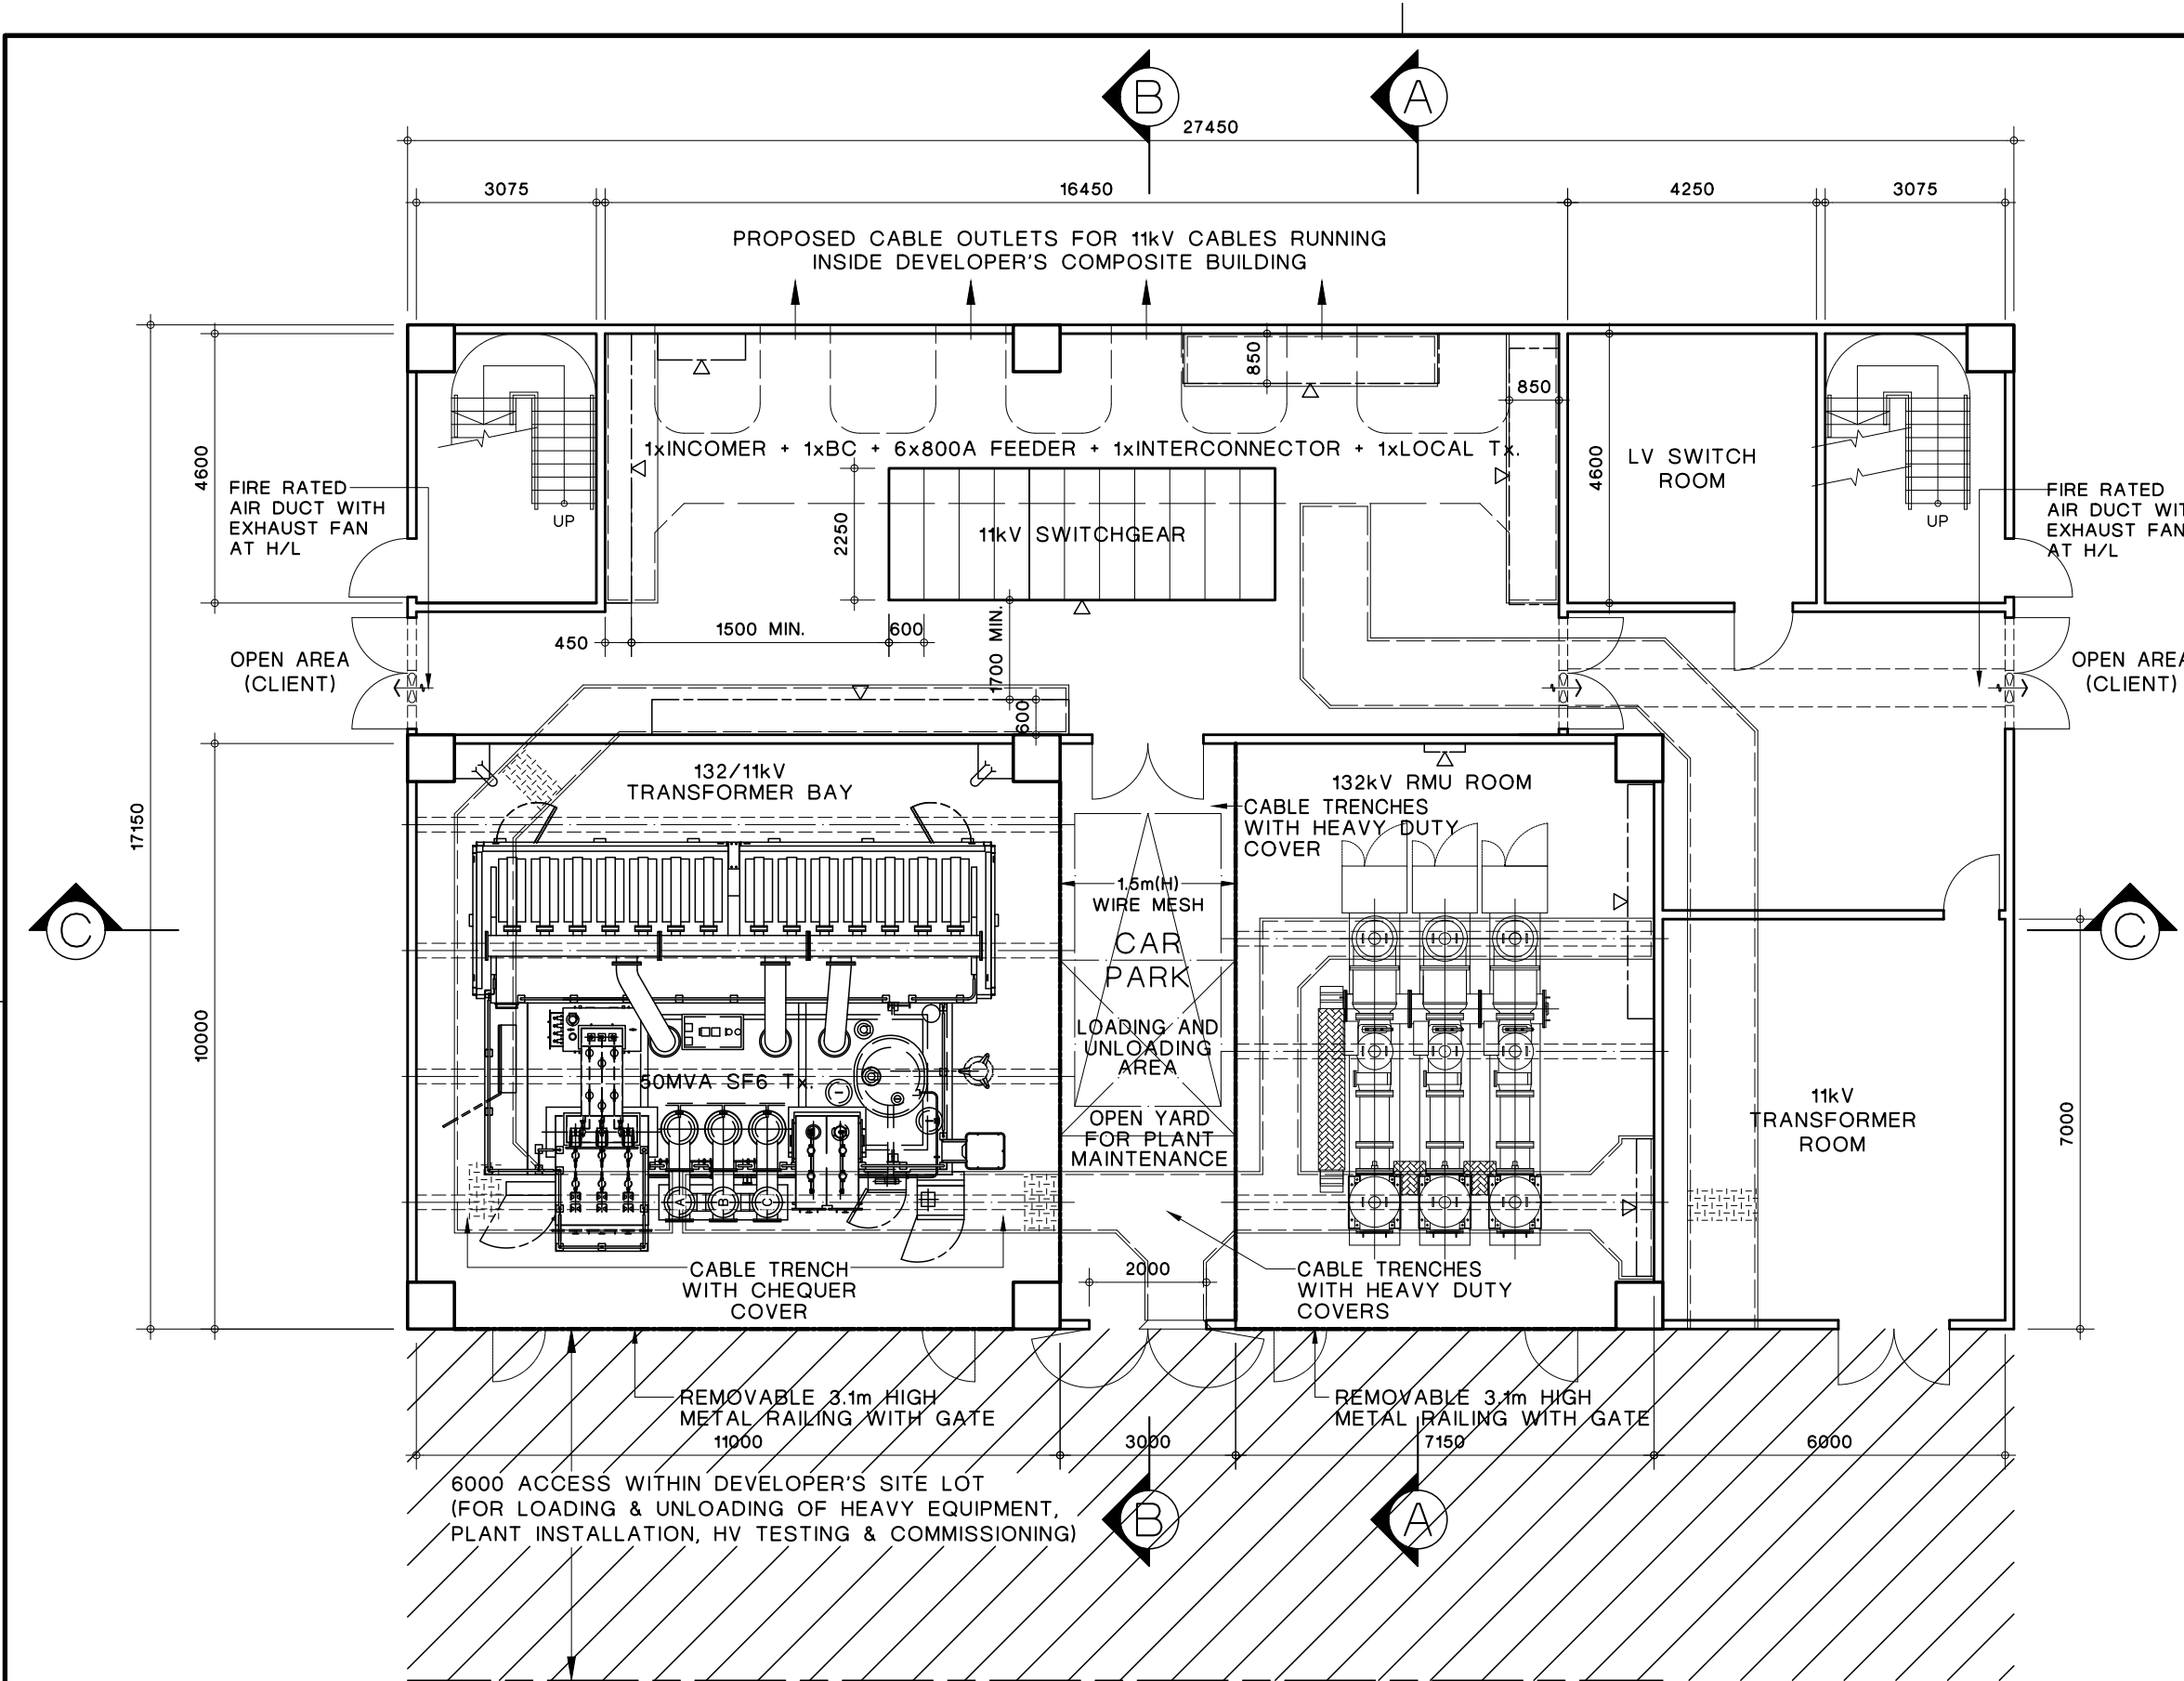 B
A
27450
3075
16450
4250
3075
PROPOSED CABLE OUTLETS FOR 11kV CABLES RUNNING
INSIDE DEVELOPER'S COMPOSITE BUILDING
850
850
1xINCOMER + 1xBC + 6x800A FEEDER + 1xINTERCONNECTOR + 1xLOCAL Tx.
LV SWITCH
ROOM
4600
4600
FIRE RATED
AIR DUCT WITH
EXHAUST FAN
AT H/L
UP
2250
11kV SWITCHGEAR
UP
FIRE RATED
AIR DUCT WIT
EXHAUST FAN
AT H/L
450
1500 MIN.
600
1700 MIN.
600
OPEN AREA
(CLIENT)
OPEN AREA
(CLIENT)
17150
10000
132/11kV
TRANSFORMER BAY
132kV RMU ROOM
CABLE TRENCHES
WITH HEAVY DUTY
COVER
1.5m(H)
WIRE MESH
CAR
PARK
C
C
LOADING AND
UNLOADING
AREA
50MVA SF6 Tx.
OPEN YARD
FOR PLANT
MAINTENANCE
11kV
TRANSFORMER
ROOM
7000
A
B
C
CABLE TRENCH
WITH CHEQUER
COVER
2000
CABLE TRENCHES
WITH HEAVY DUTY
COVERS
REMOVABLE 3.1m HIGH
METAL RAILING WITH GATE
REMOVABLE 3.1m HIGH
METAL RAILING WITH GATE
11000
3000
7150
6000
6000 ACCESS WITHIN DEVELOPER'S SITE LOT
(FOR LOADING & UNLOADING OF HEAVY EQUIPMENT,
PLANT INSTALLATION, HV TESTING & COMMISSIONING)
B
A